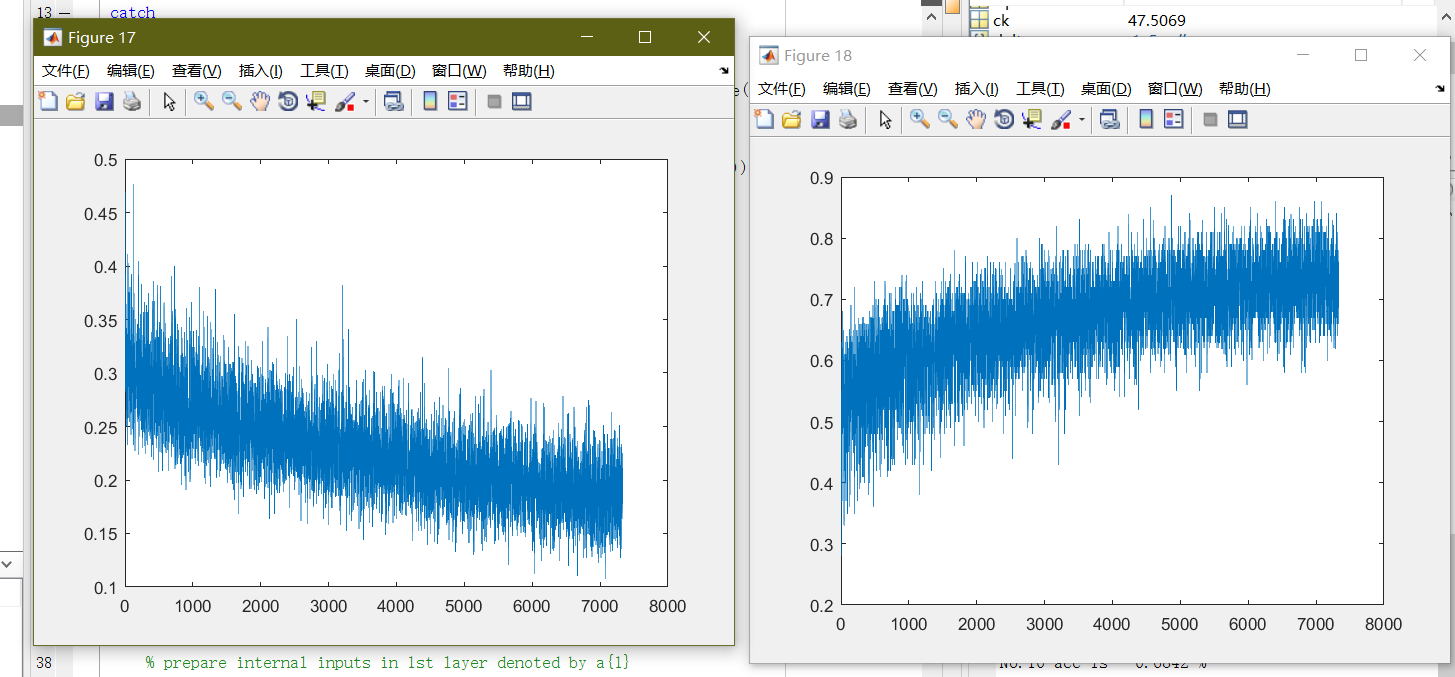 13
catch
ck 47.5069
Figure 17
文件(F) 编辑(E) 查看(V) 插入(I) 工具(T) 桌面(D) 窗口(W) 帮助(H)
0.5
0.45
0.4
0.35
0.3
0.25
0.2
0.15
0.1
0 1000 2000 3000 4000 5000 6000 7000 8000
Figure 18
文件(F) 编辑(E) 查看(V) 插入(I) 工具(T) 桌面(D) 窗口(W) 帮助(H)
0.9
0.8
0.7
0.6
0.5
0.4
0.3
0.2
0 1000 2000 3000 4000 5000 6000 7000 8000
38 % prepare internal inputs in 1st layer denoted by a{1}